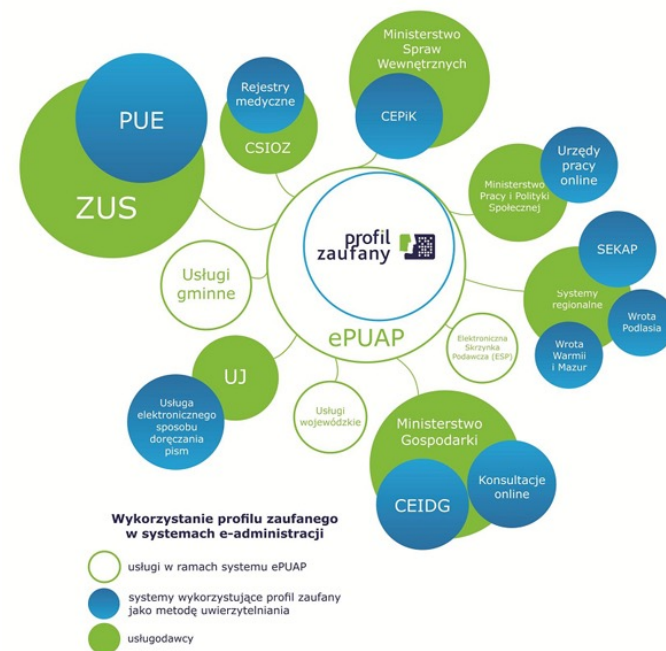 Ministerstwo
Spraw
Wewnętrznych
CEPiK
Rejestry
medyczne
CSIOZ
PUE
ZUS
Urzędy
pracy
online
Ministerstwo
Pracy i Polityki
Społecznej
SEKAP
Systemy
regionalne
Wrota
Podlasia
Wrota
Warmii
i Mazur
profil
zaufany
ePUAP
Usługi
gminne
Elektroniczna
Skrzynka
Podawcza (ESP)
UJ
Usługa
elektronicznego
sposobu
doręczania
pism
Usługi
wojewódzkie
Ministerstwo
Gospodarki
CEIDG
Konsultacje
online
Wykorzystanie profilu zaufanego
w systemach e-administracji
usługi w ramach systemu ePUAP
systemy wykorzystujące profil zaufany
jako metodę uwierzytelniania
usługodawcy